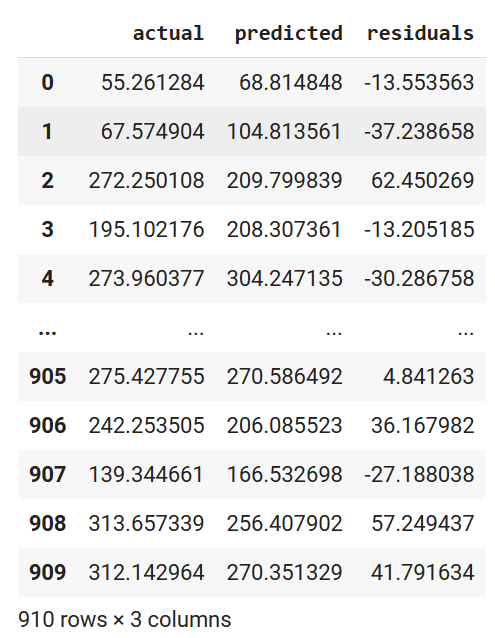 actual predicted residuals
0 55.261284 68.814848 -13.553563
1 67.574904 104.813561 -37.238658
2 272.250108 209.799839 62.450269
3 195.102176 208.307361 -13.205185
4 273.960377 304.247135 -30.286758
... ... ... ...
905 275.427755 270.586492 4.841263
906 242.253505 206.085523 36.167982
907 139.344661 166.532698 -27.188038
908 313.657339 256.407902 57.249437
909 312.142964 270.351329 41.791634
910 rows × 3 columns